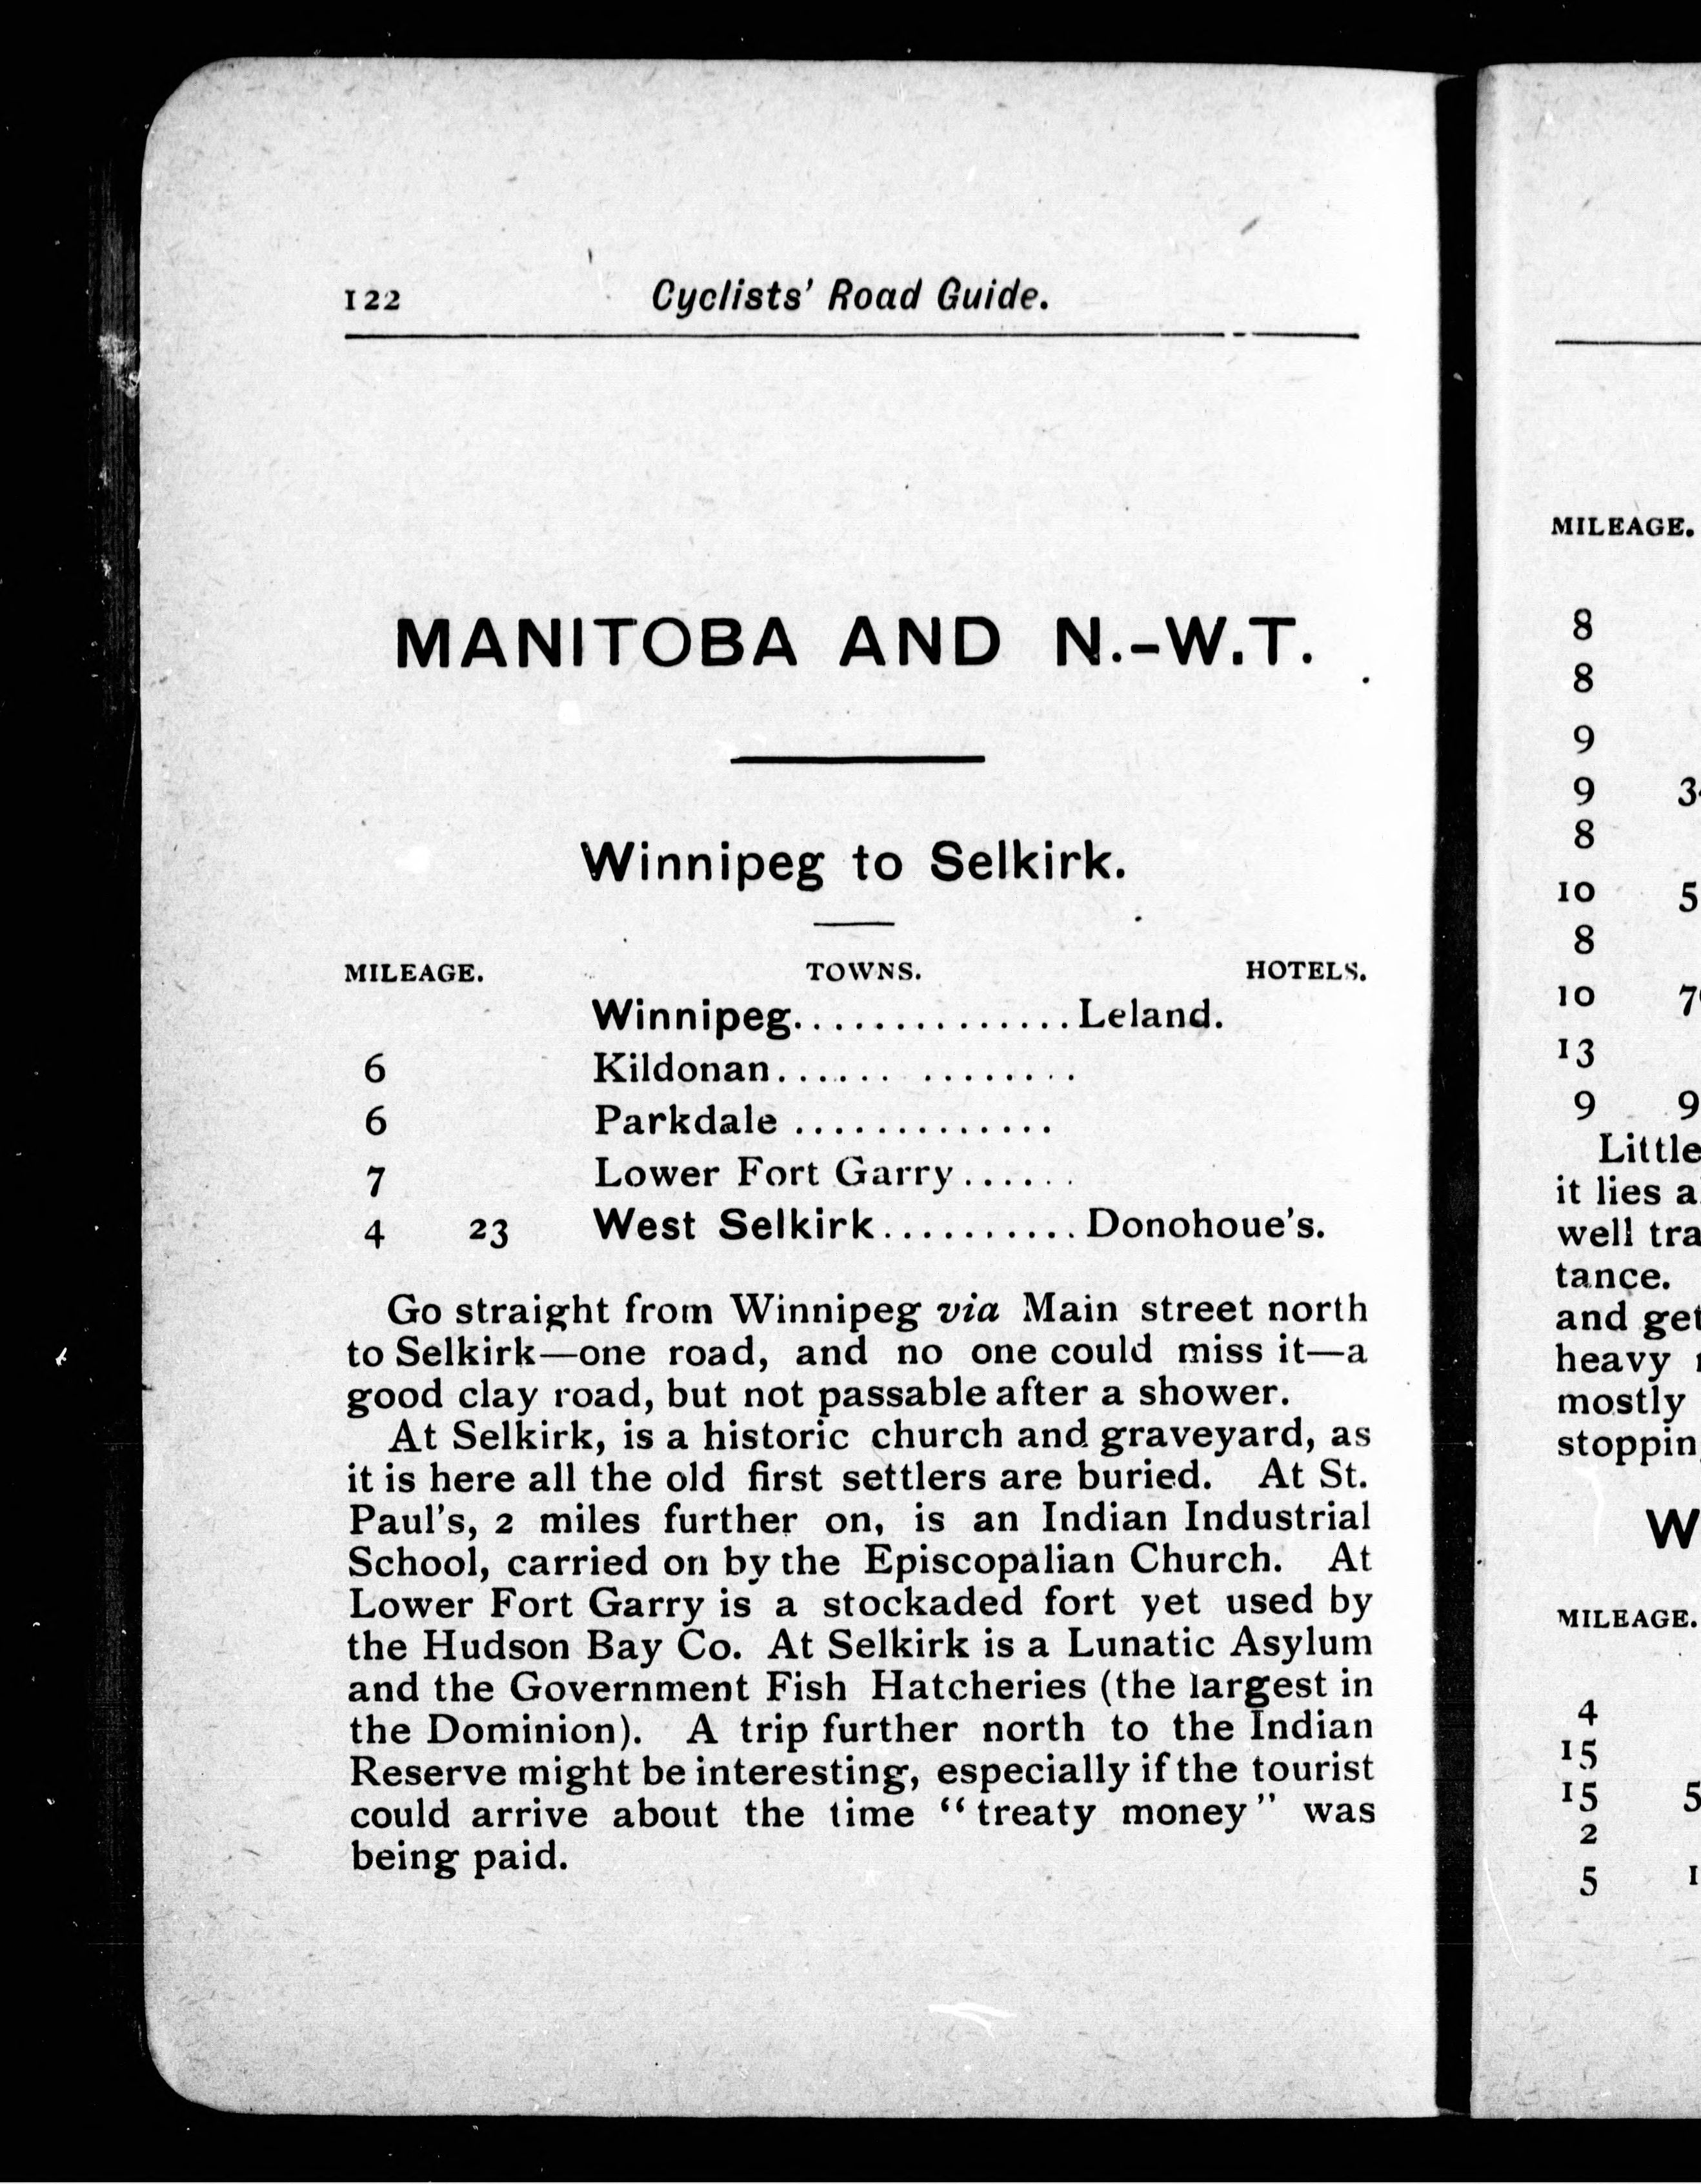 122 Cyclists' Road Guide.
MANITOBA AND N.-W.T.
Winnipeg to Selkirk.
MILEAGE. TOWNS. HOTELS.
Winnipeg..............Leland.
6 Kildonan...... ........
6 Parkdale .............
7 Lower Fort Garry......
4 23 West Selkirk..........Donohoue's.
Go straight from Winnipeg via Main street north
to Selkirk—one road, and no one could miss it—a
good clay road, but not passable after a shower.
At Selkirk, is a historic church and graveyard, as
it is here all the old first settlers are buried. At St.
Paul's, 2 miles further on, is an Indian Industrial
School, carried on by the Episcopalian Church. At
Lower Fort Garry is a stockaded fort yet used by
the Hudson Bay Co. At Selkirk is a Lunatic Asylum
and the Government Fish Hatcheries (the largest in
the Dominion). A trip further north to the Indian
Reserve might be interesting, especially if the tourist
could arrive about the time "treaty money" was
being paid.
MILEAGE.
8
8
9
9
8
10
8
10
13
9
Little
it lies
well
tance.
and
heavy
mostly
MILEAGE.
4
15
15
2
5